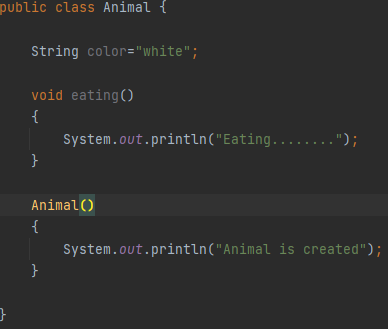 public class Animal {
String color="white";
void eating()
{
System.out.println("Eating........");
}
Animal()
{
System.out.println("Animal is created");
}
}